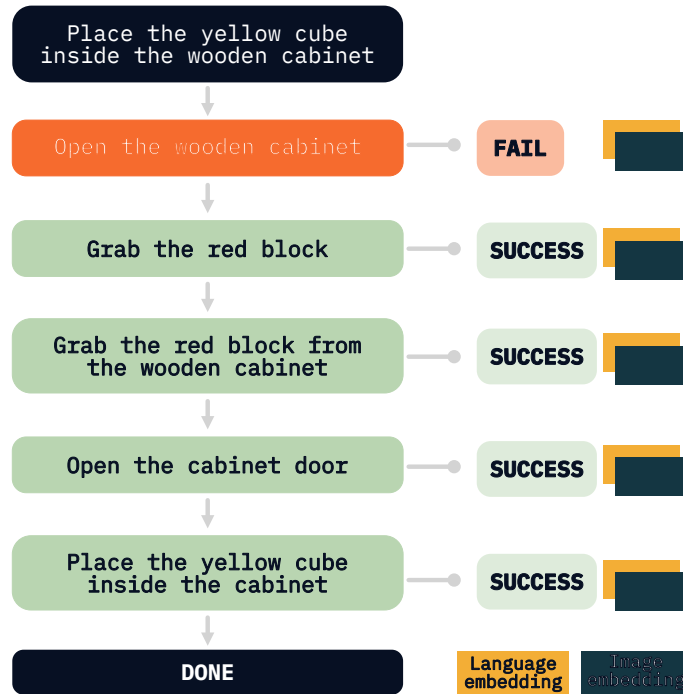 Place the yellow cube
inside the wooden cabinet
Open the wooden cabinet
FAIL
Grab the red block
SUCCESS
Grab the red block from
the wooden cabinet
SUCCESS
Open the cabinet door
SUCCESS
Place the yellow cube
inside the cabinet
SUCCESS
DONE
Language
embedding
Image
embedding